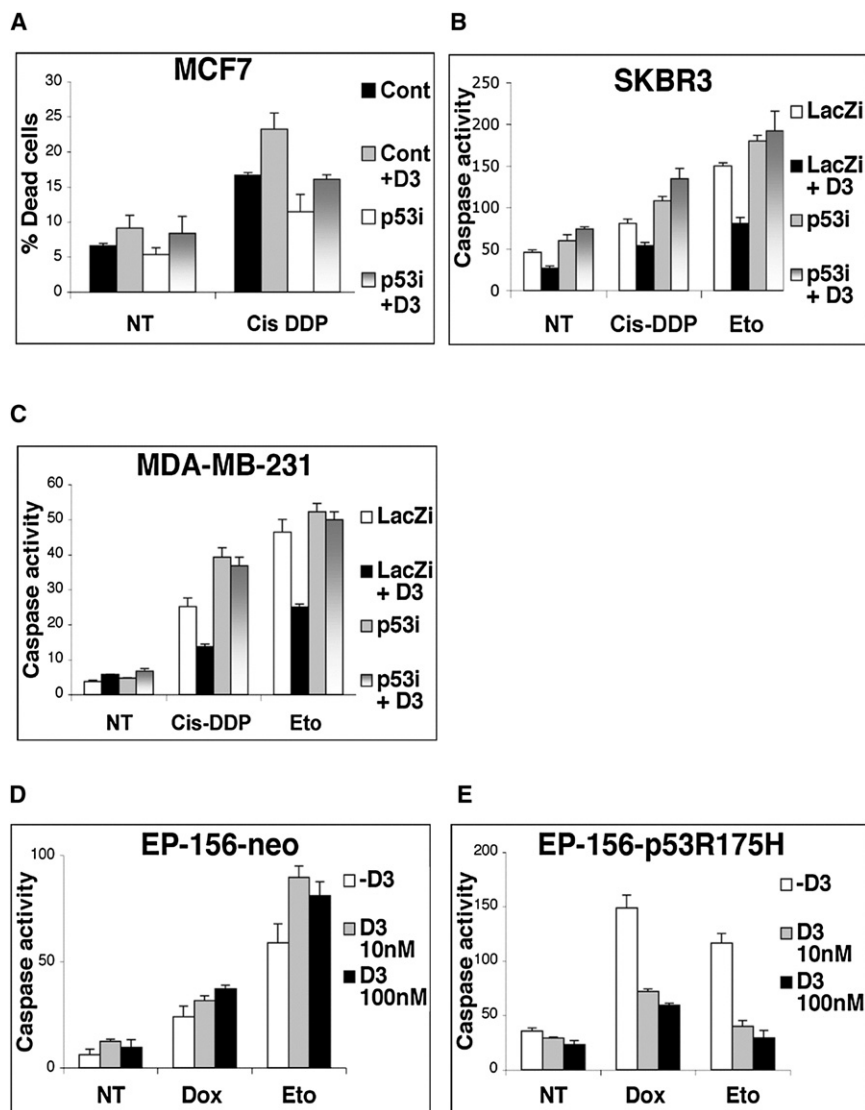 A
MCF7
% Dead cells
30
25
20
15
10
5
0
NT
Cis DDP
Cont
Cont
+D3
p53i
p53i
+D3
B
SKBR3
Caspase activity
250
200
150
100
50
0
NT
Cis-DDP
Eto
LacZi
LacZi
+ D3
p53i
p53i
+ D3
C
MDA-MB-231
Caspase activity
60
50
40
30
20
10
0
NT
Cis-DDP
Eto
LacZi
LacZi
+ D3
p53i
p53i
+ D3
D
EP-156-neo
Caspase activity
100
50
0
NT
Dox
Eto
-D3
D3
10nM
D3
100nM
E
EP-156-p53R175H
Caspase activity
200
150
100
50
0
NT
Dox
Eto
-D3
D3
10nM
D3
100nM